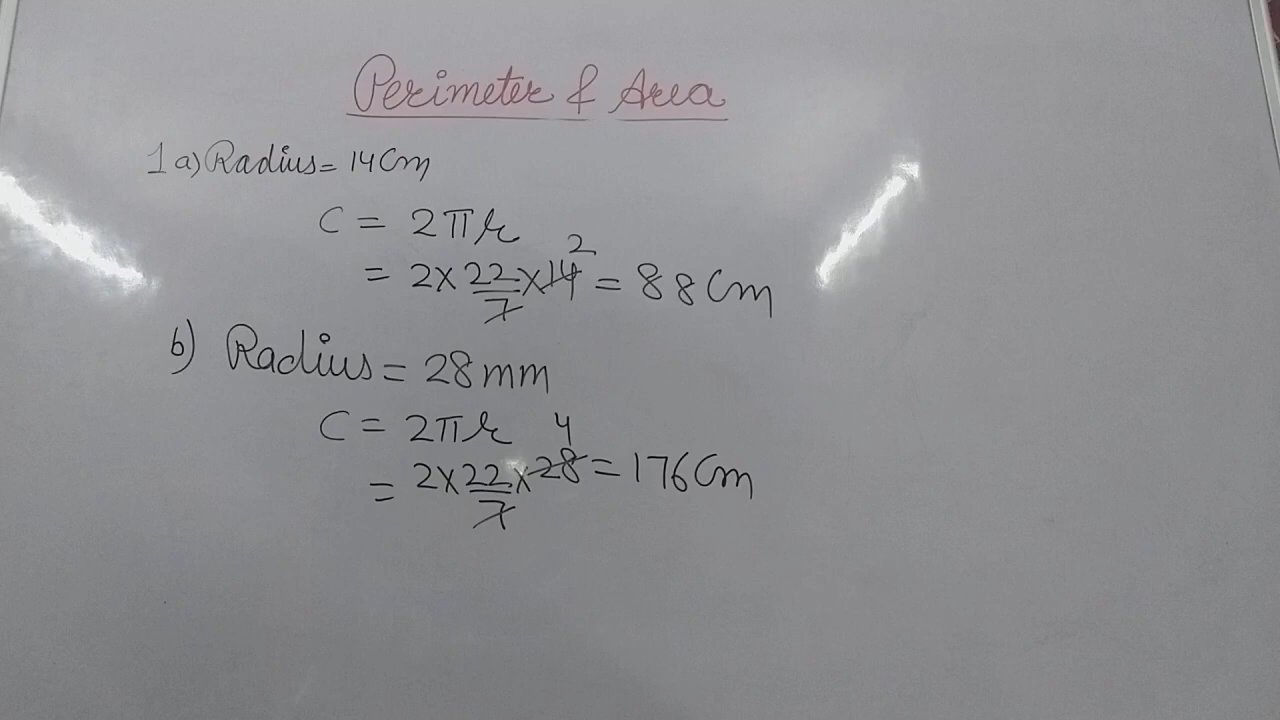 Perimeter & Area
1 a) Radius = 14 Cm
C = 2πr
= 2 × 22/7 × 14 2 = 88 Cm
b) Radius = 28 mm
C = 2πr
= 2 × 22/7 × 28 4 = 176 Cm